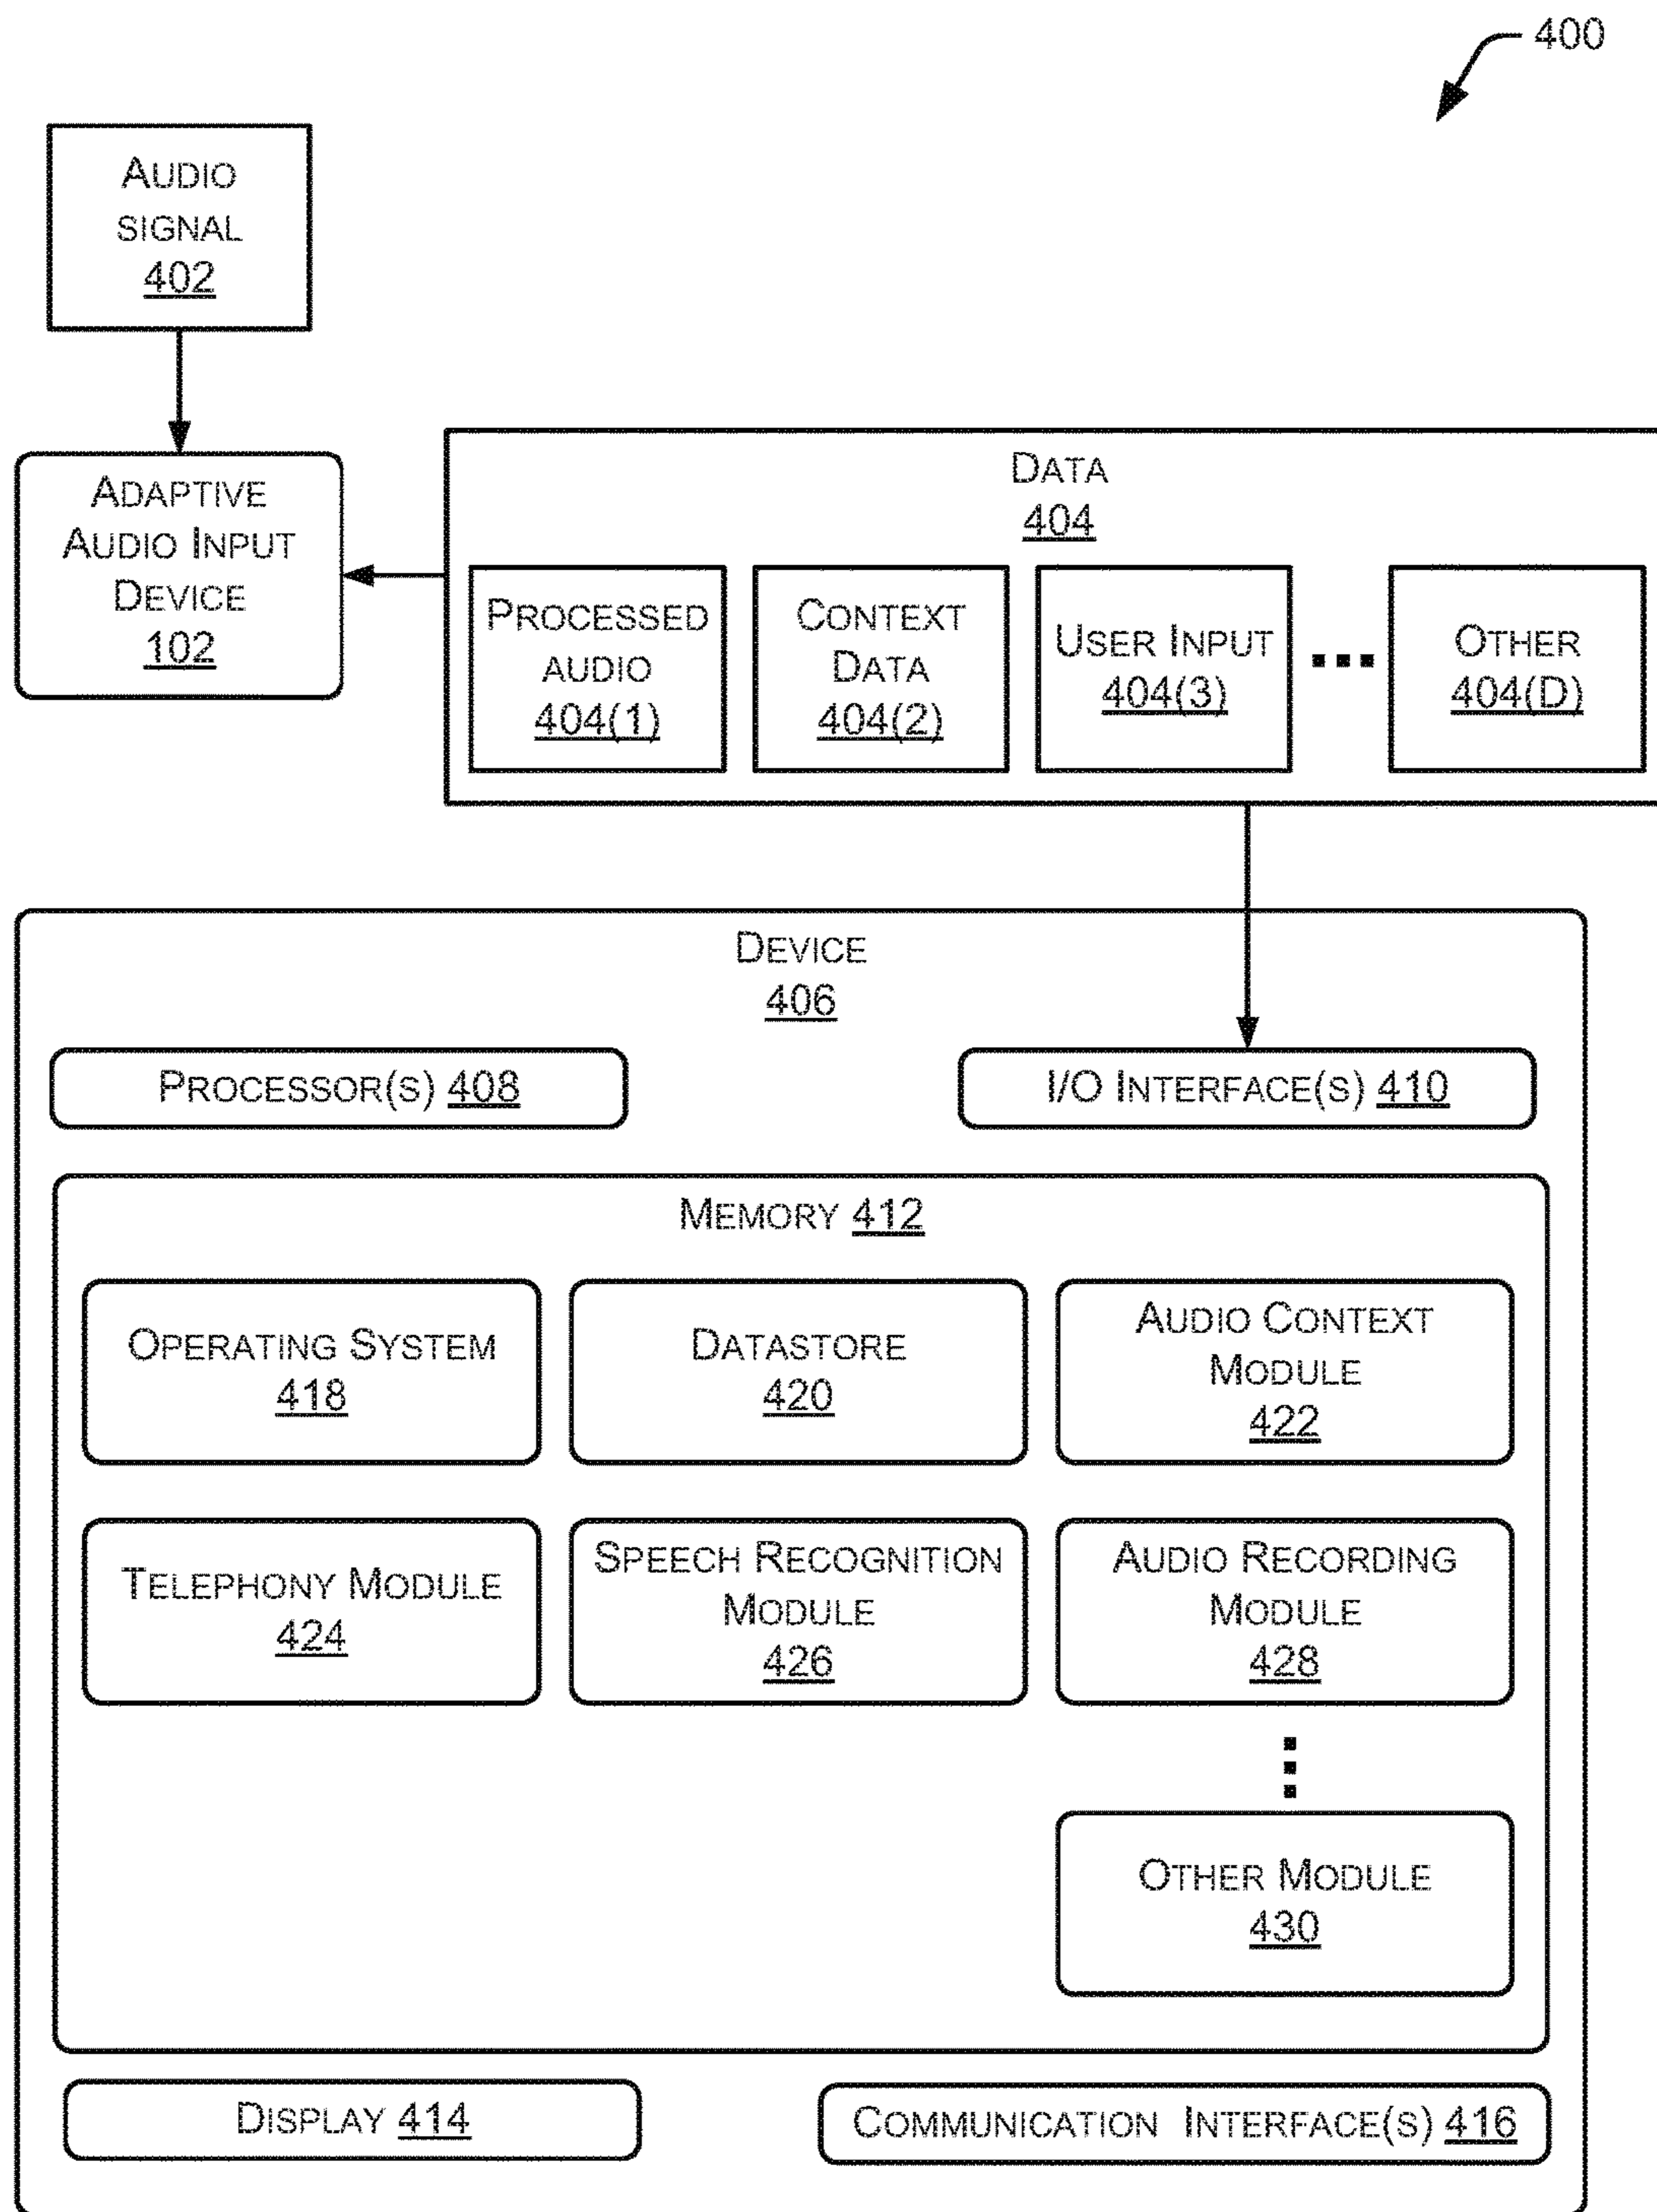 400
AUDIO
SIGNAL
402
ADAPTIVE
AUDIO INPUT
DEVICE
102
DATA
404
PROCESSED
AUDIO
404(1)
CONTEXT
DATA
404(2)
USER INPUT
404(3)
OTHER
404(D)
DEVICE
406
PROCESSOR(S) 408
I/O INTERFACE(S) 410
MEMORY 412
OPERATING SYSTEM
418
DATASTORE
420
AUDIO CONTEXT
MODULE
422
TELEPHONY MODULE
424
SPEECH RECOGNITION
MODULE
426
AUDIO RECORDING
MODULE
428
OTHER MODULE
430
DISPLAY 414
COMMUNICATION INTERFACE(S) 416